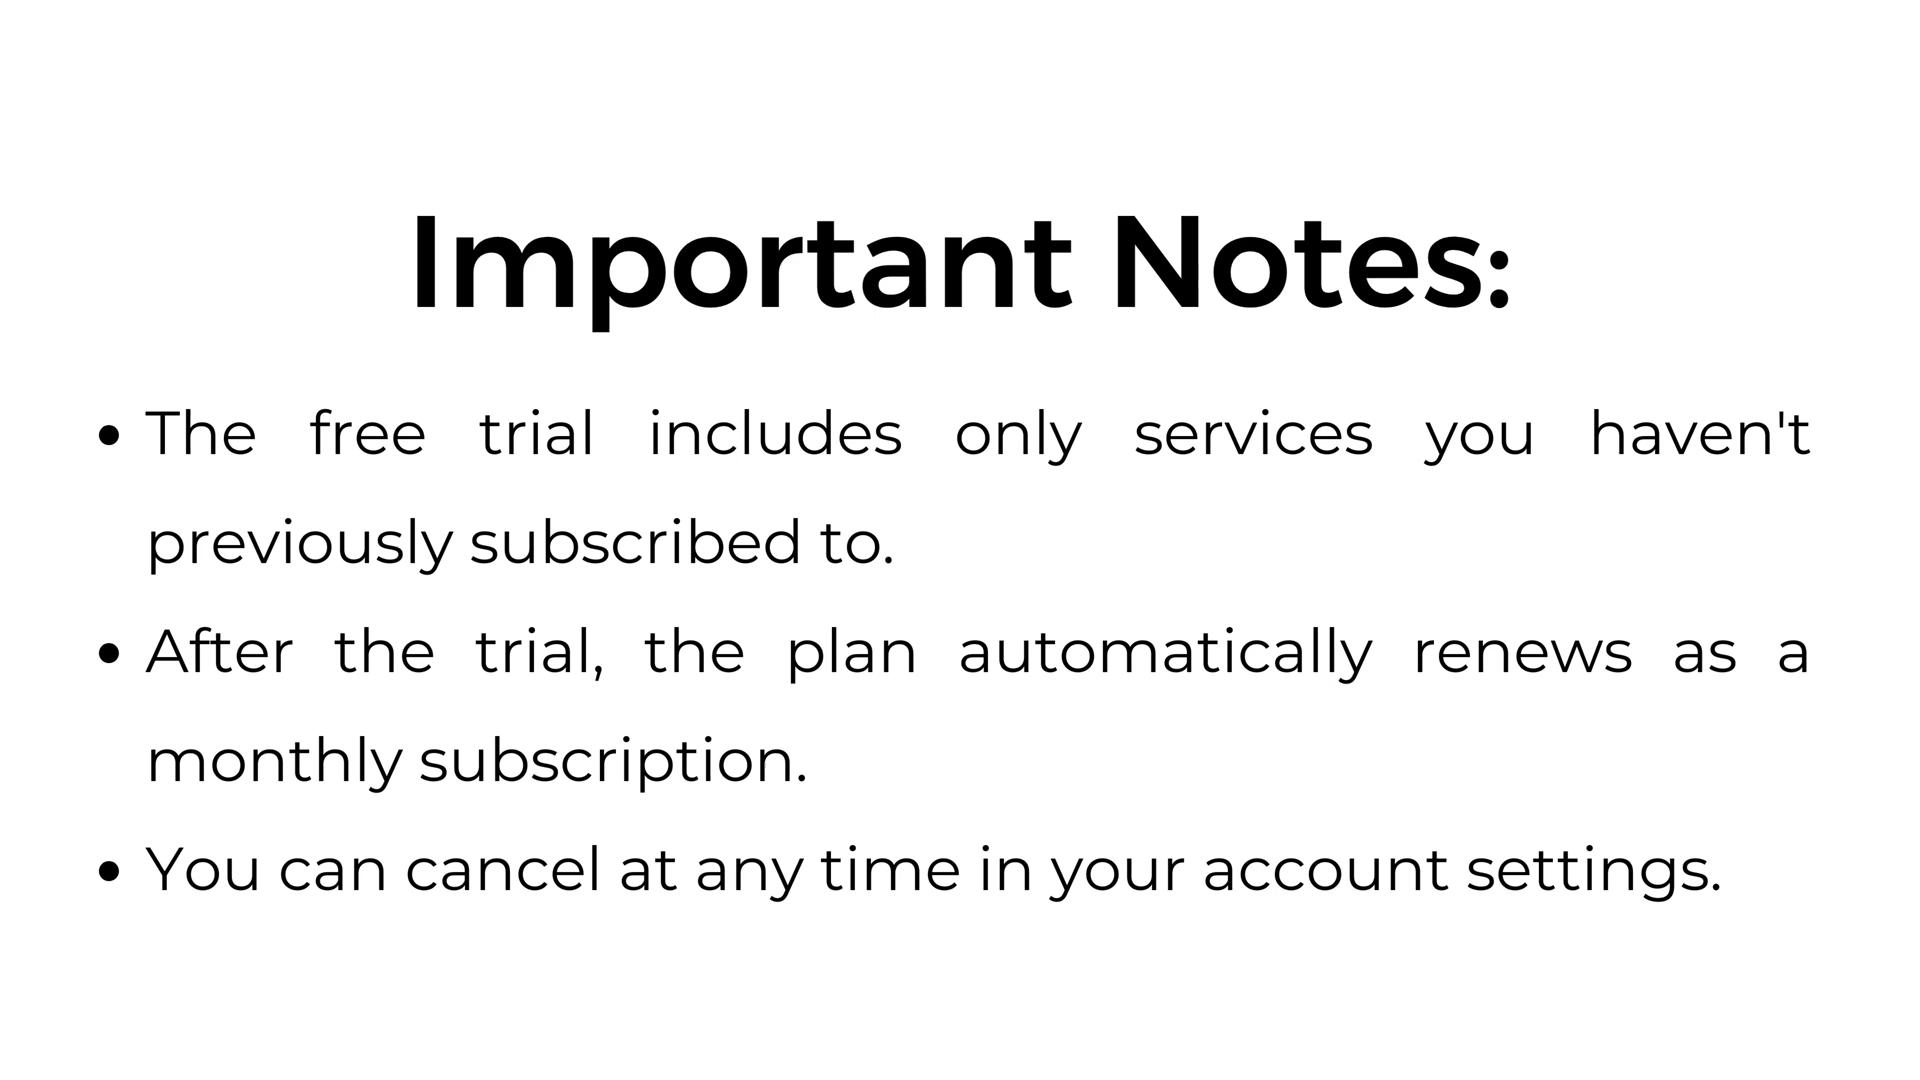 Important Notes:
• The free trial includes only services you haven't
previously subscribed to.
• After the trial, the plan automatically renews as a
monthly subscription.
• You can cancel at any time in your account settings.